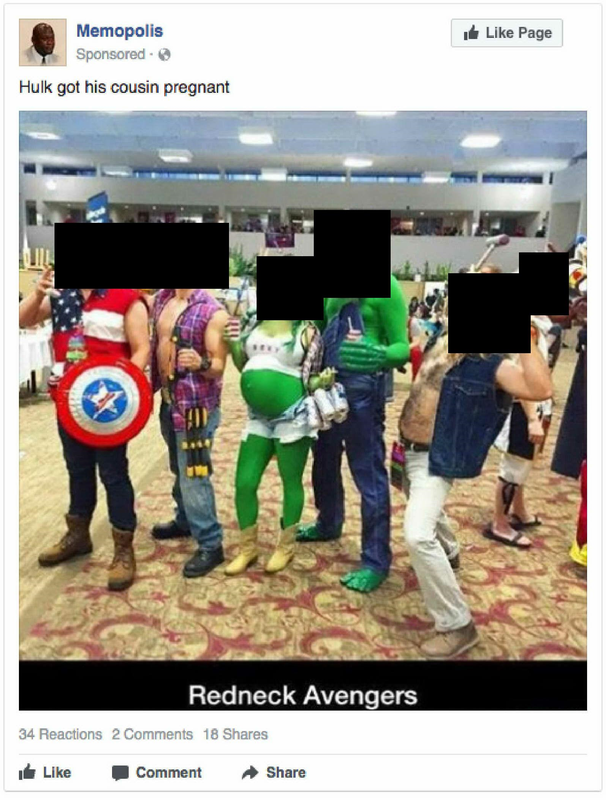 Memopolis
Sponsored ·
Like Page
Hulk got his cousin pregnant
SEXY
Redneck Avengers
34 Reactions 2 Comments 18 Shares
Like Comment Share